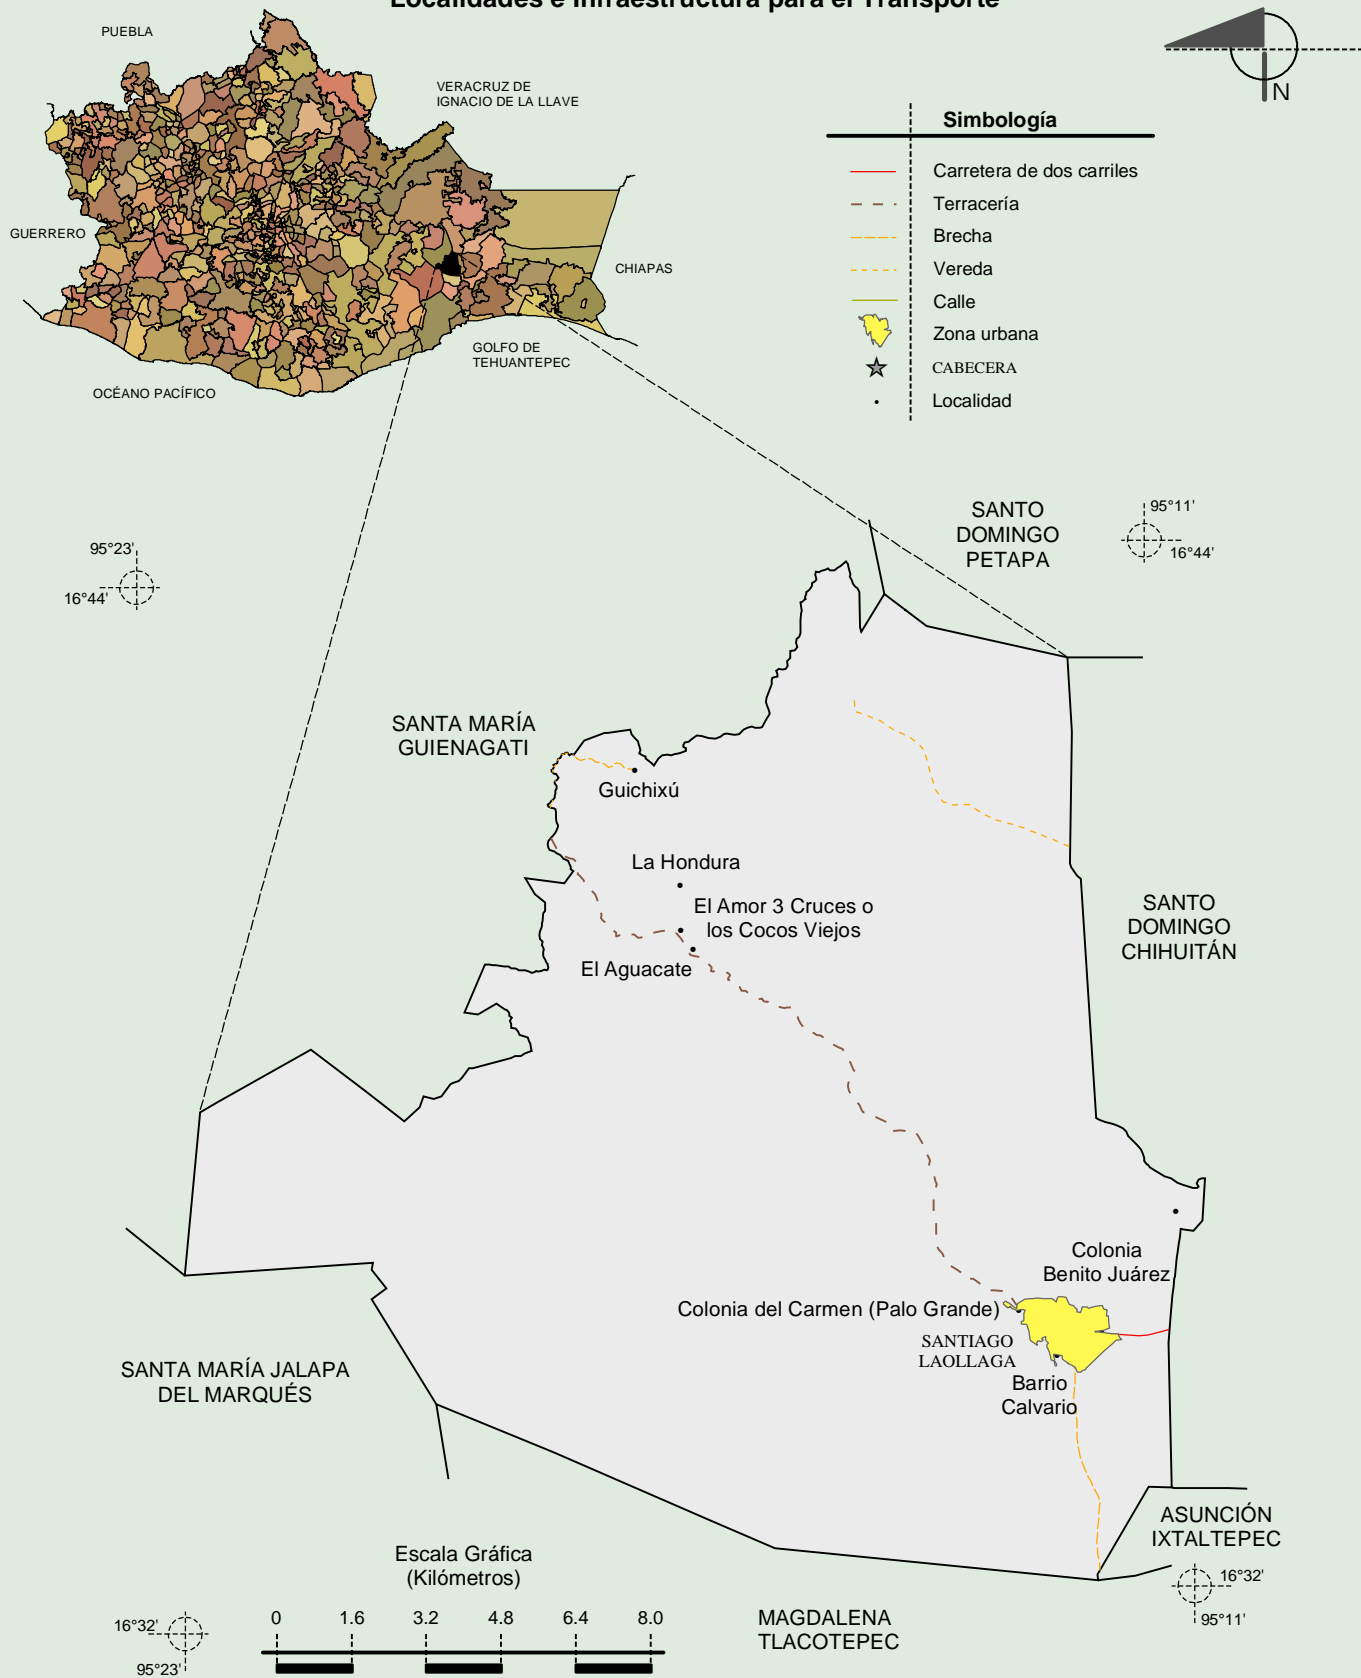 Localidades e Infraestructura para el Transporte
PUEBLA
VERACRUZ DE
IGNACIO DE LA LLAVE
GUERRERO
CHIAPAS
GOLFO DE
TEHUANTEPEC
OCÉANO PACÍFICO
N
Simbología
Carretera de dos carriles
Terracería
Brecha
Vereda
Calle
Zona urbana
CABECERA
Localidad
95°23'
16°44'
SANTO
DOMINGO
PETAPA
95°11'
16°44'
SANTA MARÍA
GUIENAGATI
Guichixú
La Hondura
El Amor 3 Cruces o
los Cocos Viejos
El Aguacate
SANTO
DOMINGO
CHIHUITÁN
Colonia
Benito Juárez
Colonia del Carmen (Palo Grande)
SANTIAGO
LAOLLAGA
Barrio
Calvario
SANTA MARÍA JALAPA
DEL MARQUÉS
ASUNCIÓN
IXTALTEPEC
16°32'
95°11'
Escala Gráfica
(Kilómetros)
0 1.6 3.2 4.8 6.4 8.0
16°32'
95°23'
MAGDALENA
TLACOTEPEC